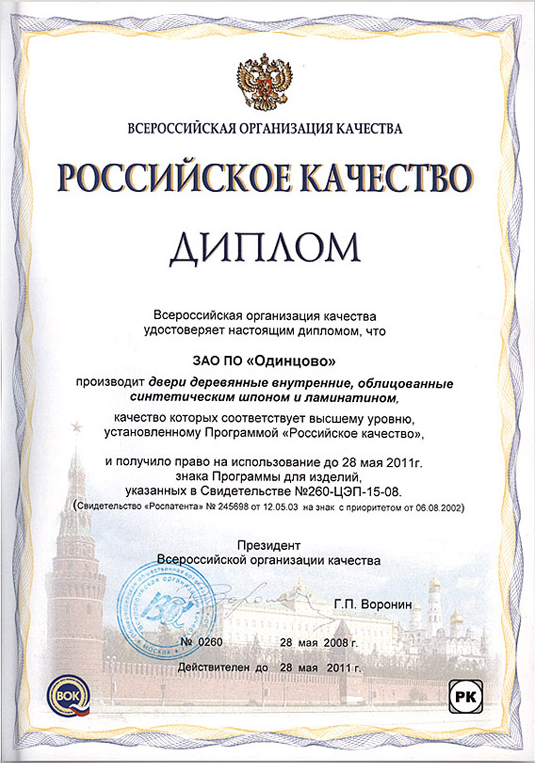 ВСЕРОССИЙСКАЯ ОРГАНИЗАЦИЯ КАЧЕСТВА
РОССИЙСКОЕ КАЧЕСТВО
ДИПЛОМ
Всероссийская организация качества
удостоверяет настоящим дипломом, что
ЗАО ПО «Одинцово»
производит двери деревянные внутренние, облицованные
синтетическим шпоном и ламинатином,
качество которых соответствует высшему уровню,
установленному Программой «Российское качество»,
и получило право на использование до 28 мая 2011г.
знака Программы для изделий,
указанных в Свидетельстве №260-ЦЭП-15-08.
(Свидетельство «Роспатента» № 245698 от 12.05.03 на знак с приоритетом от 06.08.2002)
Президент
Всероссийской организации качества
Г.П. Воронин
№ 0260 28 мая 2008 г.
Действителен до 28 мая 2011 г.
ВОК
РК